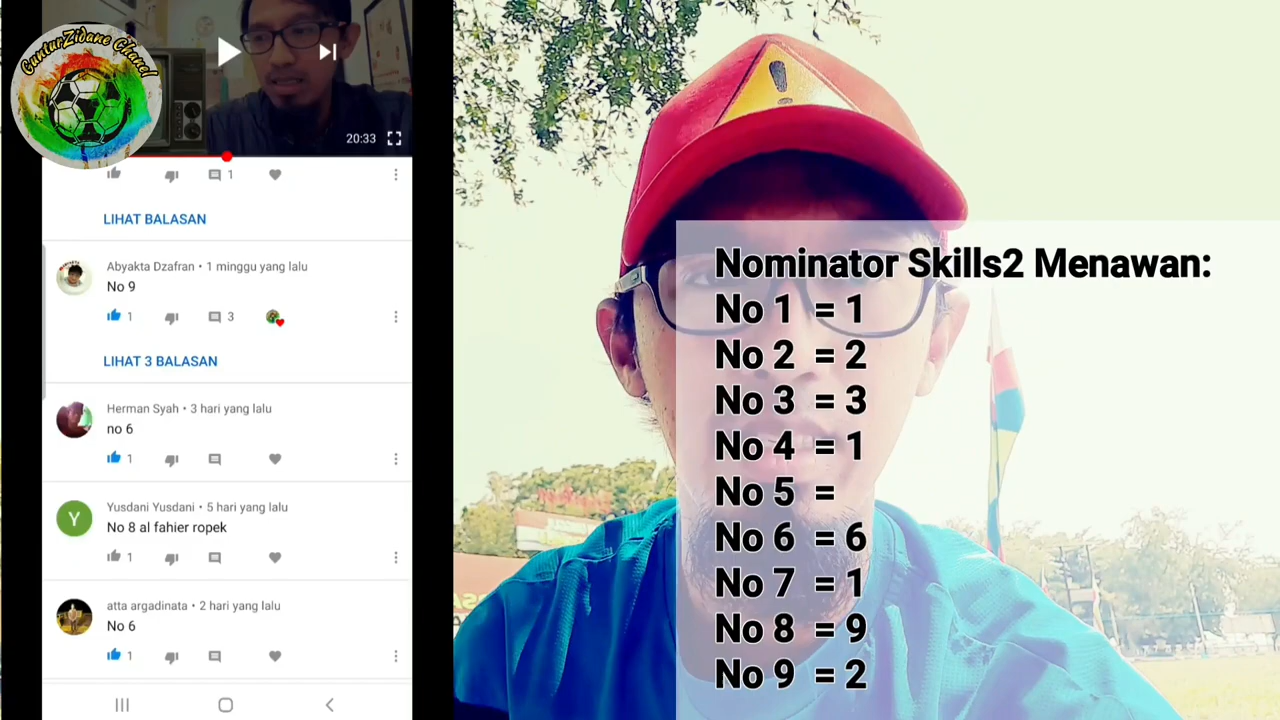 GunturZidane Chanel
20:33
1
LIHAT BALASAN
Abyakta Dzafran • 1 minggu yang lalu
No 9
1
3
LIHAT 3 BALASAN
Herman Syah • 3 hari yang lalu
no 6
1
Y
Yusdani Yusdani • 5 hari yang lalu
No 8 al fahier ropek
1
atta argadinata • 2 hari yang lalu
No 6
1
Nominator Skills2 Menawan:
No 1 = 1
No 2 = 2
No 3 = 3
No 4 = 1
No 5 =
No 6 = 6
No 7 = 1
No 8 = 9
No 9 = 2